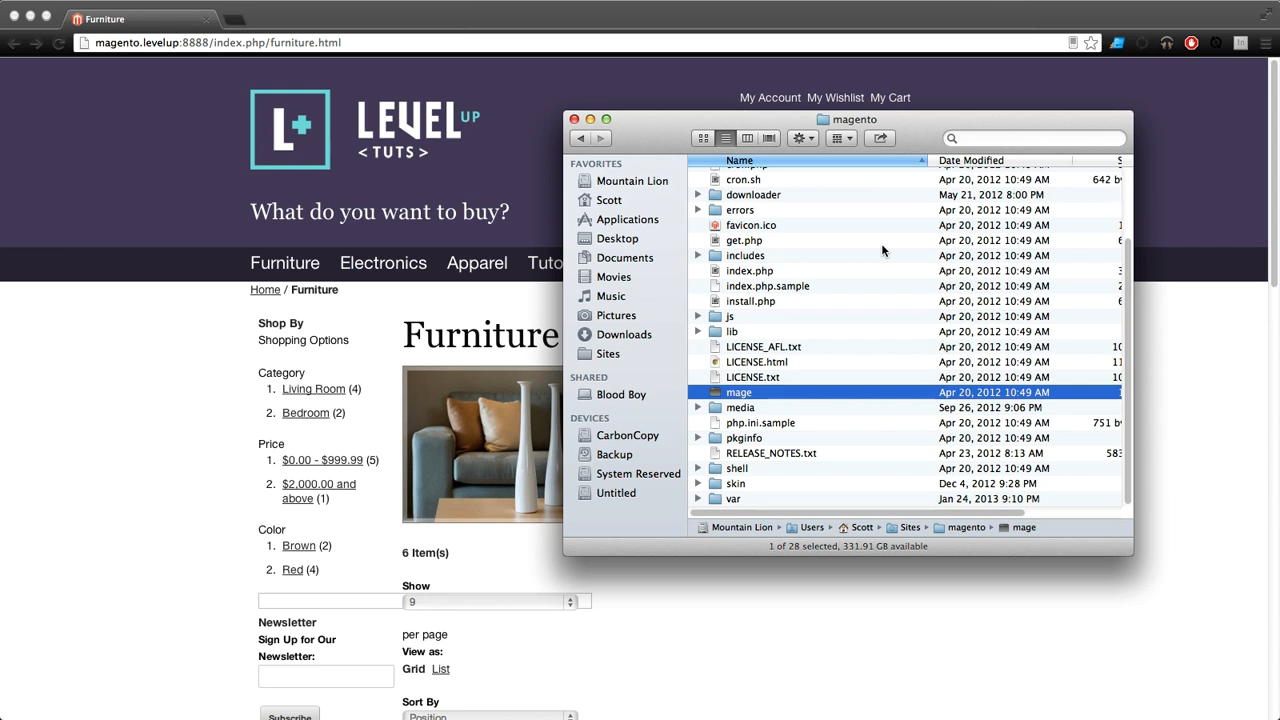 Furniture
magento.levelup:8888/index.php/furniture.html
LEVEL UP
< TUTS >
L+
My Account My Wishlist My Cart
What do you want to buy?
Furniture Electronics Apparel Tuto
Home / Furniture
Shop By
Shopping Options
Category
1. Living Room (4)
2. Bedroom (2)
Price
1. $0.00 - $999.99 (5)
2. $2,000.00 and
above (1)
Color
1. Brown (2)
2. Red (4)
Newsletter
Sign Up for Our
Newsletter:
Subscribe
Furniture
6 Item(s)
Show
9
per page
View as:
Grid List
Sort By
Position
magento
FAVORITES
Mountain Lion
Scott
Applications
Desktop
Documents
Movies
Music
Pictures
Downloads
Sites
SHARED
Blood Boy
DEVICES
CarbonCopy
Backup
System Reserved
Untitled
Name Date Modified S
cron.sh Apr 20, 2012 10:49 AM 642 b
downloader May 21, 2012 8:00 PM
errors Apr 20, 2012 10:49 AM
favicon.ico Apr 20, 2012 10:49 AM 1
get.php Apr 20, 2012 10:49 AM 6
includes Apr 20, 2012 10:49 AM
index.php Apr 20, 2012 10:49 AM 3
index.php.sample Apr 20, 2012 10:49 AM 2
install.php Apr 20, 2012 10:49 AM 6
js Apr 20, 2012 10:49 AM
lib Apr 20, 2012 10:49 AM
LICENSE_AFL.txt Apr 20, 2012 10:49 AM 10
LICENSE.html Apr 20, 2012 10:49 AM 11
LICENSE.txt Apr 20, 2012 10:49 AM 10
mage Apr 20, 2012 10:49 AM 1
media Sep 26, 2012 9:06 PM
php.ini.sample Apr 20, 2012 10:49 AM 751 b
pkginfo Apr 20, 2012 10:49 AM
RELEASE_NOTES.txt Apr 23, 2012 8:13 AM 583
shell Apr 20, 2012 10:49 AM
skin Dec 4, 2012 9:28 PM
var Jan 24, 2013 9:10 PM
Mountain Lion Users Scott Sites magento mage
1 of 28 selected, 331.91 GB available